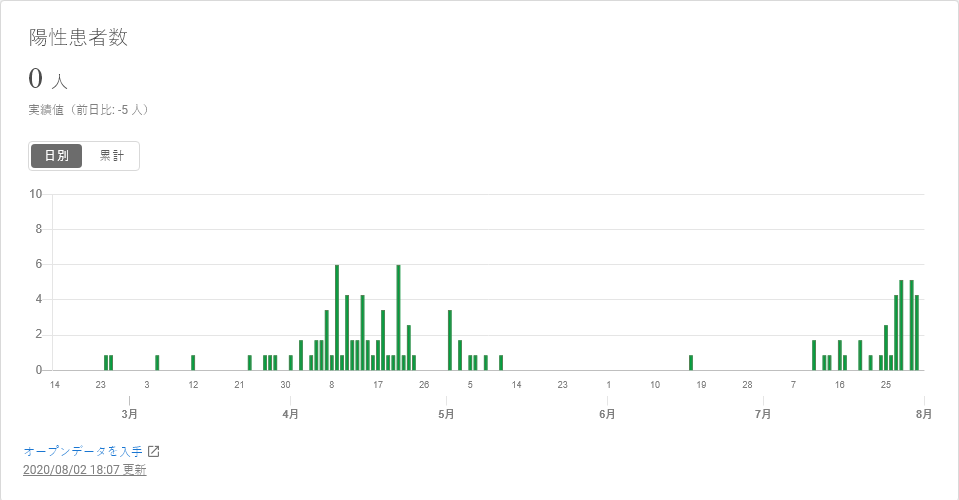 陽性患者数
0 人
実績値（前日比: -5 人）
日別 累計
10
8
6
4
2
0
14 23 3 12 21 30 8 17 26 5 14 23 1 10 19 28 7 16 25
3月 4月 5月 6月 7月 8月
オープンデータを入手
2020/08/02 18:07 更新